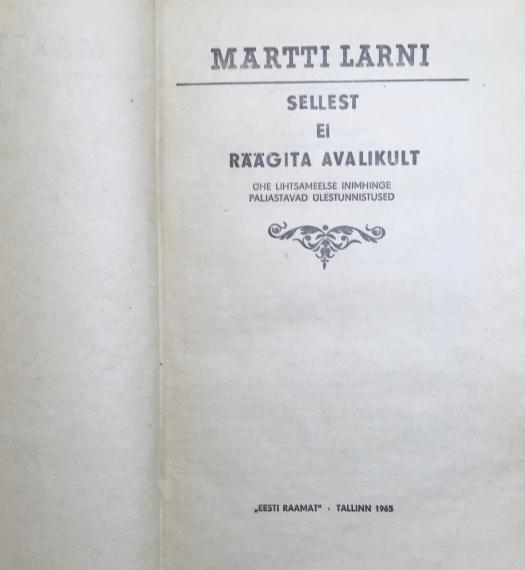 MARTTI LARNI
SELLEST
EI
RÄÄGITA AVALIKULT
ÜHE LIHTSAMEELSE INIMHINGE
PALJASTAVAD ÜLESTUNNISTUSED
„EESTI RAAMAT" · TALLINN 1965